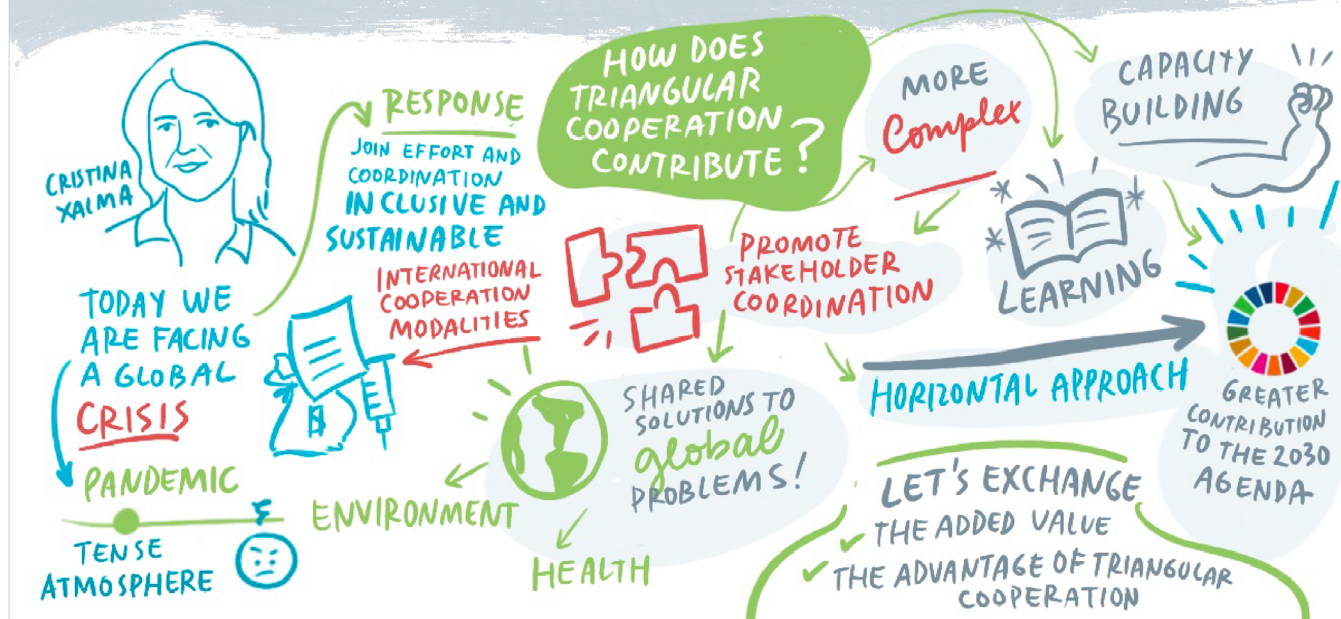 CRISTINA
XALMA
TODAY WE
ARE FACING
A GLOBAL
CRISIS
PANDEMIC
TENSE
ATMOSPHERE
RESPONSE
JOIN EFFORT AND
COORDINATION
INCLUSIVE AND
SUSTAINABLE
INTERNATIONAL
COOPERATION
MODALITIES
HOW DOES
TRIANGULAR
COOPERATION
CONTRIBUTE?
PROMOTE
STAKEHOLDER
COORDINATION
SHARED
SOLUTIONS TO
global
PROBLEMS!
ENVIRONMENT
HEALTH
MORE
Complex
LEARNING
CAPACITY
BUILDING
HORIZONTAL APPROACH
GREATER
CONTRIBUTION
TO THE 2030
AGENDA
LET'S EXCHANGE
THE ADDED VALUE
THE ADVANTAGE OF TRIANGULAR
COOPERATION